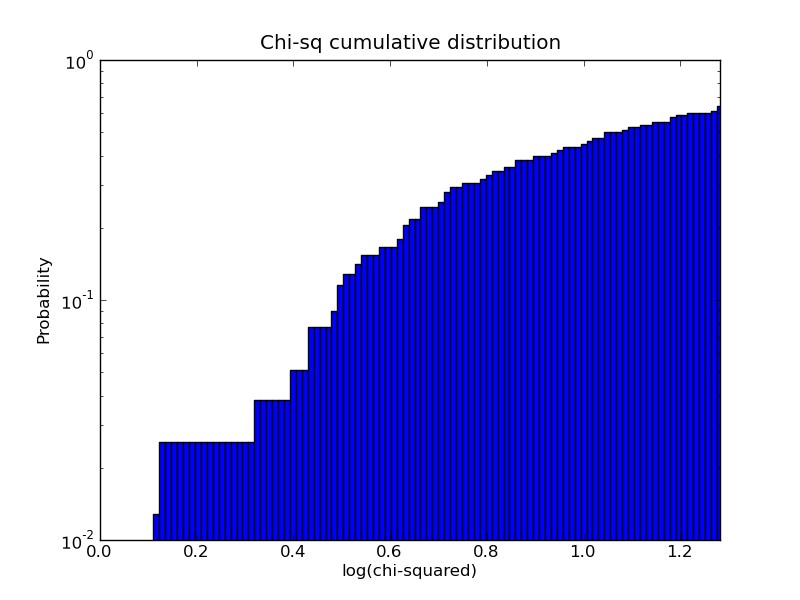 Chi-sq cumulative distribution
10^0
10^-1
10^-2
Probability
0.0 0.2 0.4 0.6 0.8 1.0 1.2
log(chi-squared)